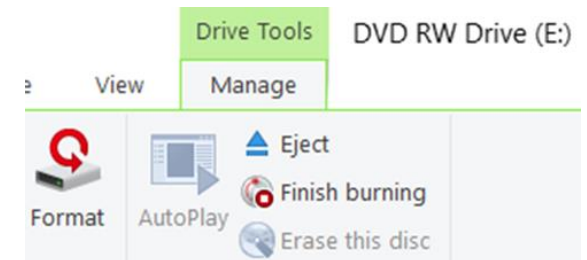 Drive Tools DVD RW Drive (E:)
e View Manage
Eject
Finish burning
Format AutoPlay
Erase this disc